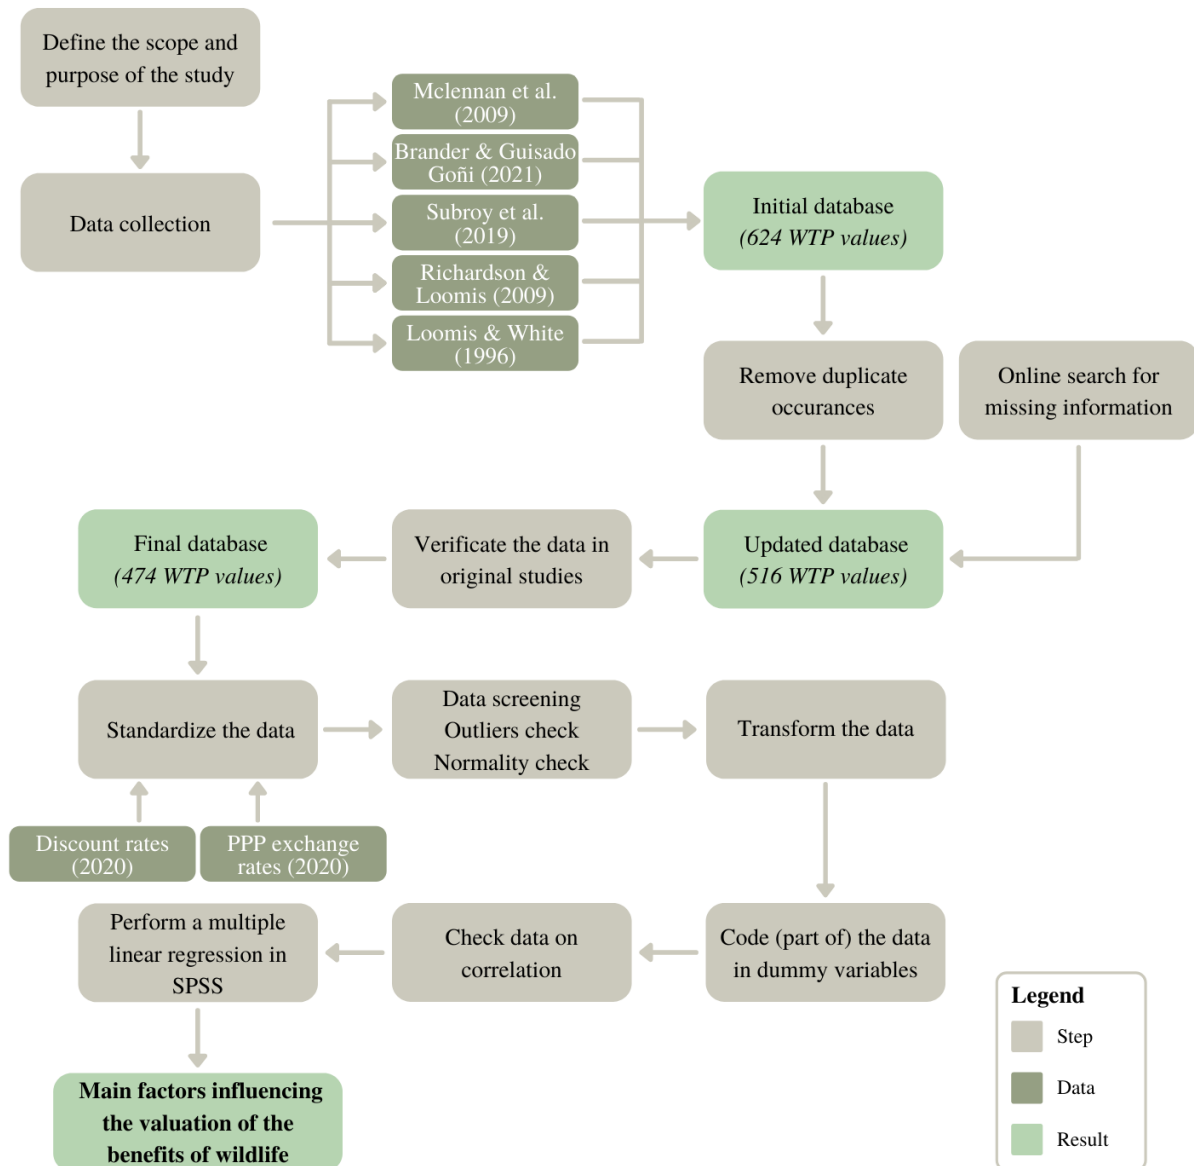 Define the scope and
purpose of the study
Data collection
Mclennan et al.
(2009)
Brander & Guisado
Goñi (2021)
Subroy et al.
(2019)
Richardson &
Loomis (2009)
Loomis & White
(1996)
Initial database
(624 WTP values)
Remove duplicate
occurances
Online search for
missing information
Updated database
(516 WTP values)
Verificate the data in
original studies
Final database
(474 WTP values)
Standardize the data
Discount rates
(2020)
PPP exchange
rates (2020)
Data screening
Outliers check
Normality check
Transform the data
Code (part of) the data
in dummy variables
Check data on
correlation
Perform a multiple
linear regression in
SPSS
Main factors influencing
the valuation of the
benefits of wildlife
Legend
Step
Data
Result